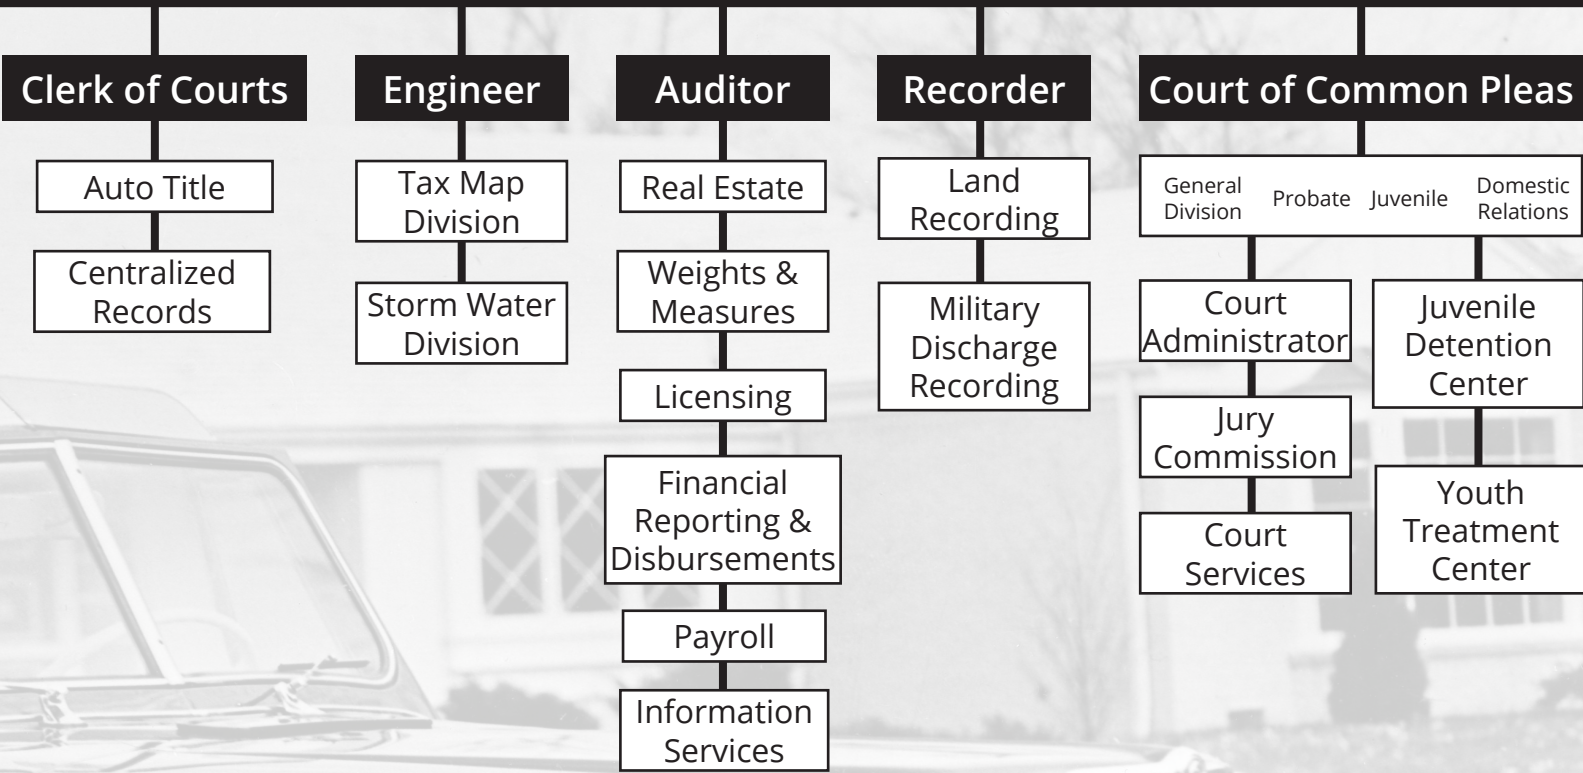 Clerk of Courts
Auto Title
Centralized
Records
Engineer
Tax Map
Division
Storm Water
Division
Auditor
Real Estate
Weights &
Measures
Licensing
Financial
Reporting &
Disbursements
Payroll
Information
Services
Recorder
Land
Recording
Military
Discharge
Recording
Court of Common Pleas
General
Division
Probate
Juvenile
Domestic
Relations
Court
Administrator
Jury
Commission
Court
Services
Juvenile
Detention
Center
Youth
Treatment
Center